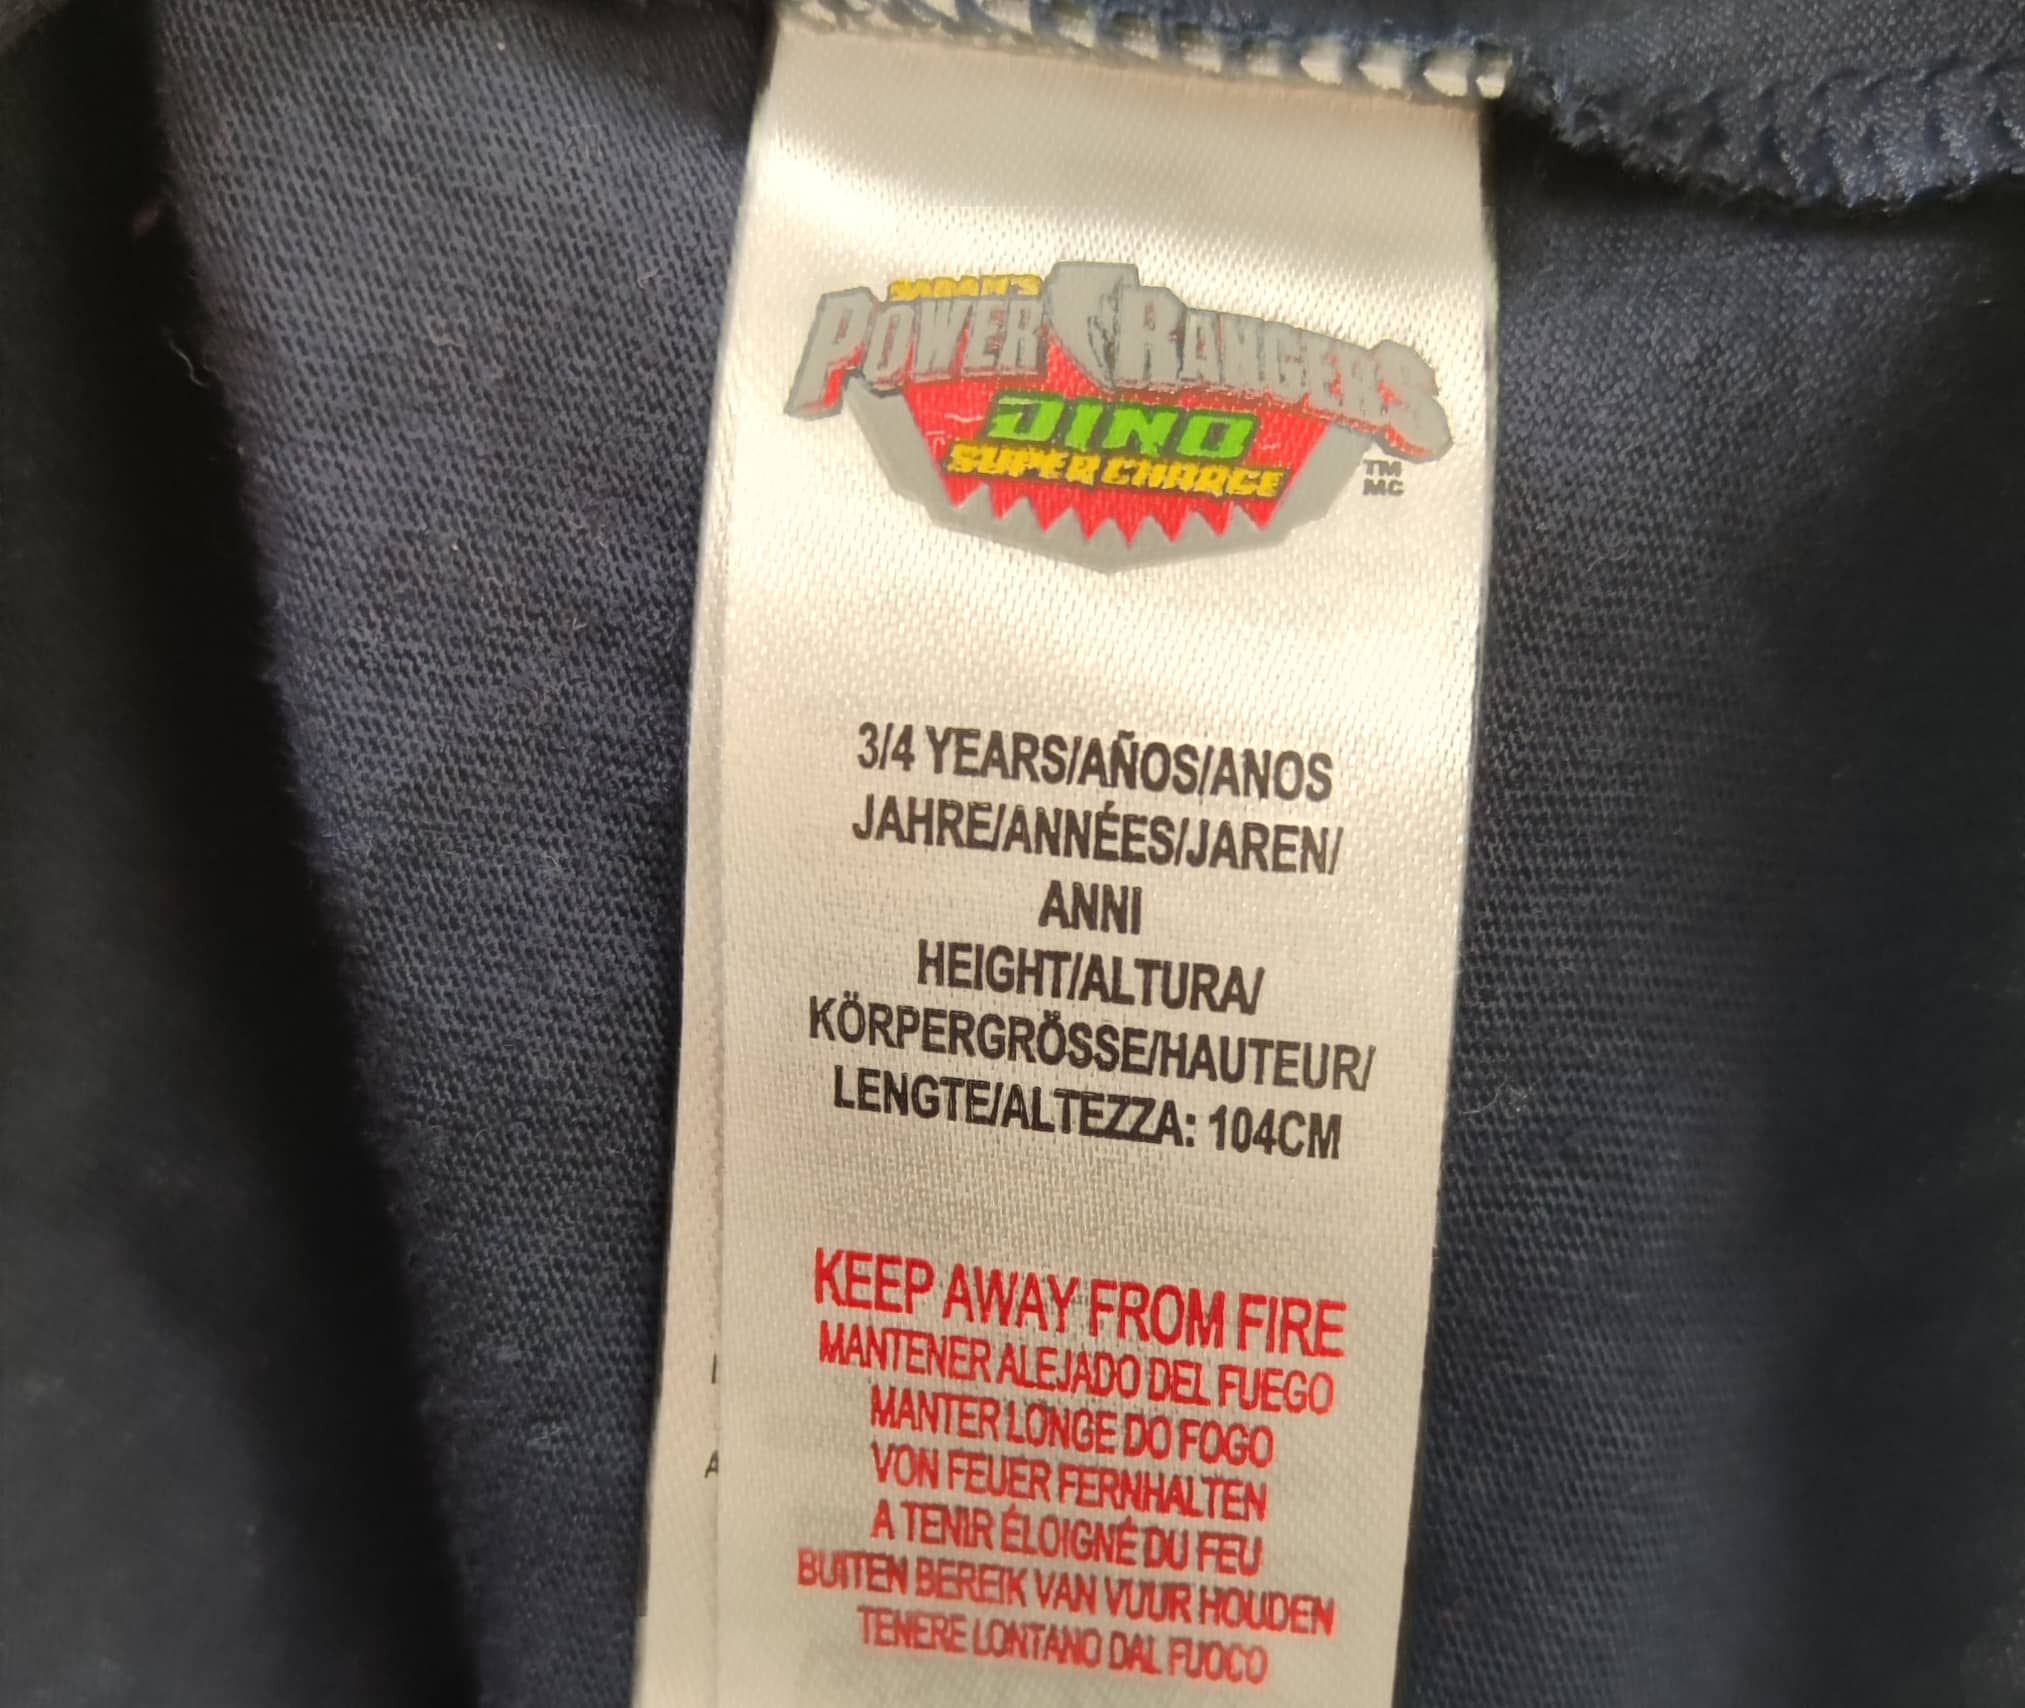 SABAN'S
POWER RANGERS
DINO
SUPER CHARGE
TM
MC
3/4 YEARS/AÑOS/ANOS
JAHRE/ANNÉES/JAREN/
ANNI
HEIGHT/ALTURA/
KÖRPERGRÖSSE/HAUTEUR/
LENGTE/ALTEZZA: 104CM
KEEP AWAY FROM FIRE
MANTENER ALEJADO DEL FUEGO
MANTER LONGE DO FOGO
VON FEUER FERNHALTEN
A TENIR ÉLOIGNÉ DU FEU
BUITEN BEREIK VAN VUUR HOUDEN
TENERE LONTANO DAL FUOCO